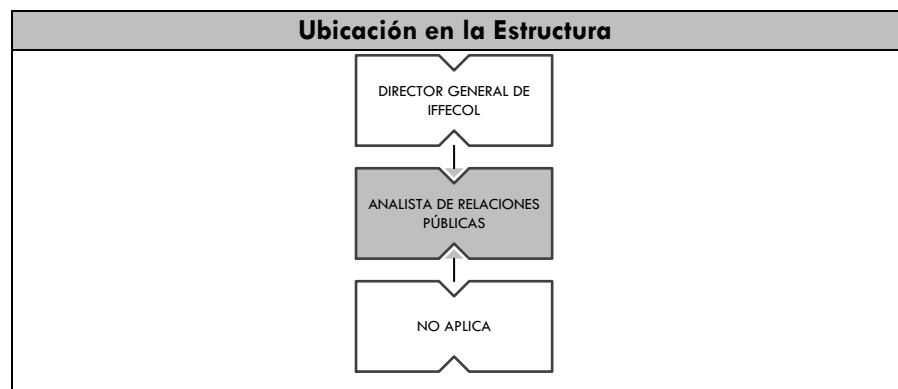 Ubicación en la Estructura
DIRECTOR GENERAL DE
IFFECOL
ANALISTA DE RELACIONES
PÚBLICAS
NO APLICA